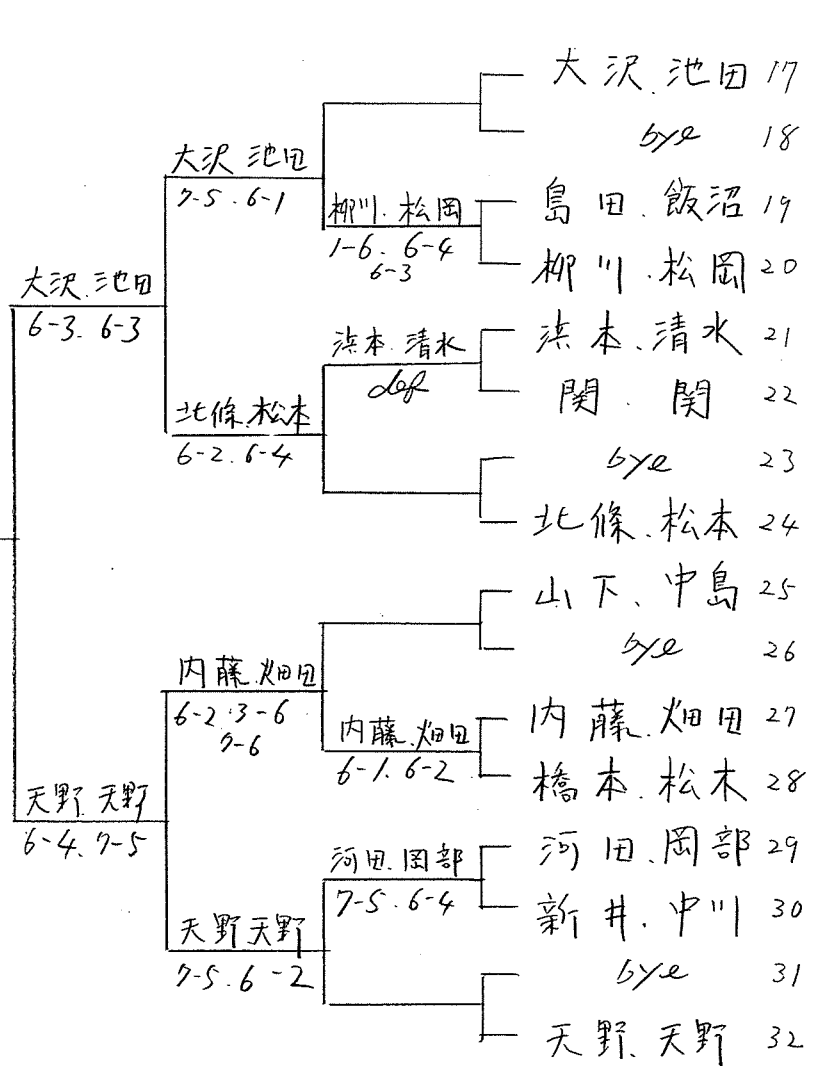 大沢.池田 17
bye 18
大沢 池田
7-5.6-1
柳川.松岡
1-6.6-4
6-3
島田.飯沼 19
柳川.松岡 20
大沢.池田
6-3.6-3
浜本.清水
def
浜本.清水 21
関.関 22
北條.松本
6-2.6-4
bye 23
北條.松本 24
山下.中島 25
bye 26
内藤.畑田
6-2.3-6
7-6
内藤.畑田
6-1.6-2
内藤.畑田 27
橋本.松木 28
天野.天野
6-4.7-5
河田.岡部
7-5.6-4
河田.岡部 29
新井.中川 30
天野天野
7-5.6-2
bye 31
天野.天野 32